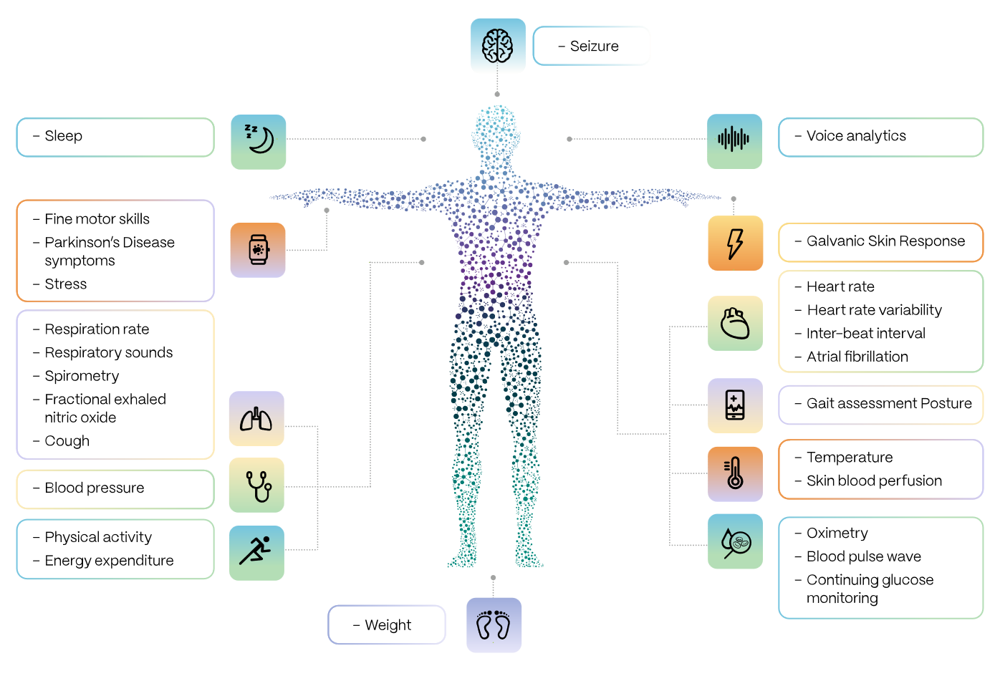 – Seizure
– Sleep
– Fine motor skills
– Parkinson's Disease
symptoms
– Stress
– Respiration rate
– Respiratory sounds
– Spirometry
– Fractional exhaled
nitric oxide
– Cough
– Blood pressure
– Physical activity
– Energy expenditure
– Weight
– Voice analytics
– Galvanic Skin Response
– Heart rate
– Heart rate variability
– Inter-beat interval
– Atrial fibrillation
– Gait assessment Posture
– Temperature
– Skin blood perfusion
– Oximetry
– Blood pulse wave
– Continuing glucose
monitoring